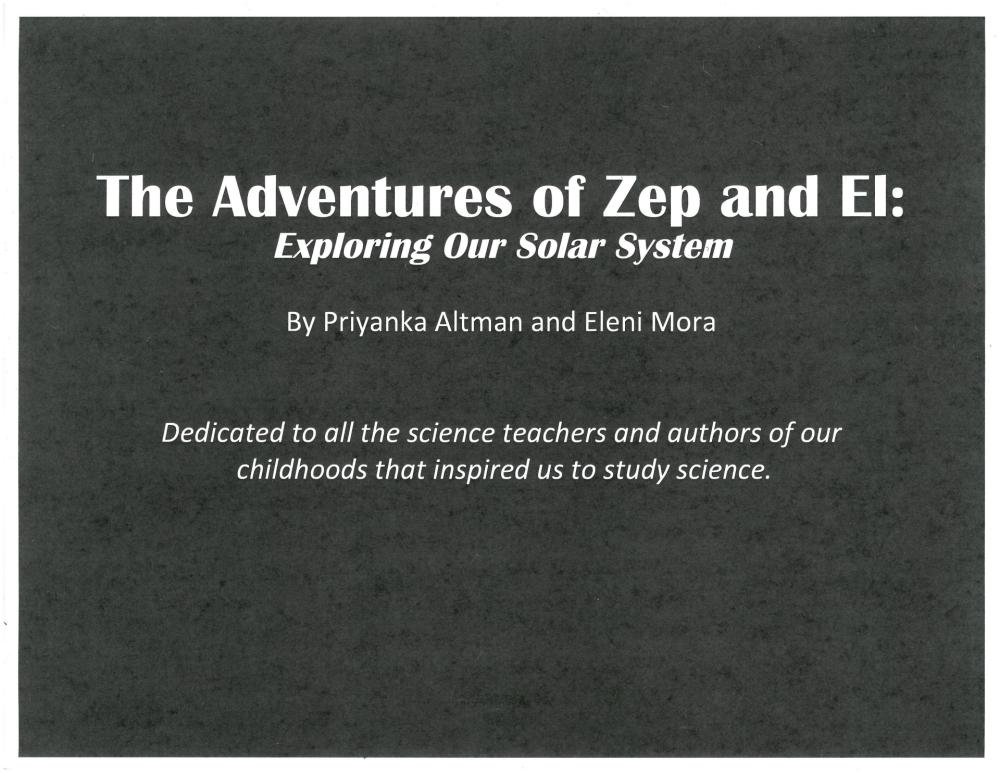 The Adventures of Zep and El:
Exploring Our Solar System
By Priyanka Altman and Eleni Mora
Dedicated to all the science teachers and authors of our
childhoods that inspired us to study science.